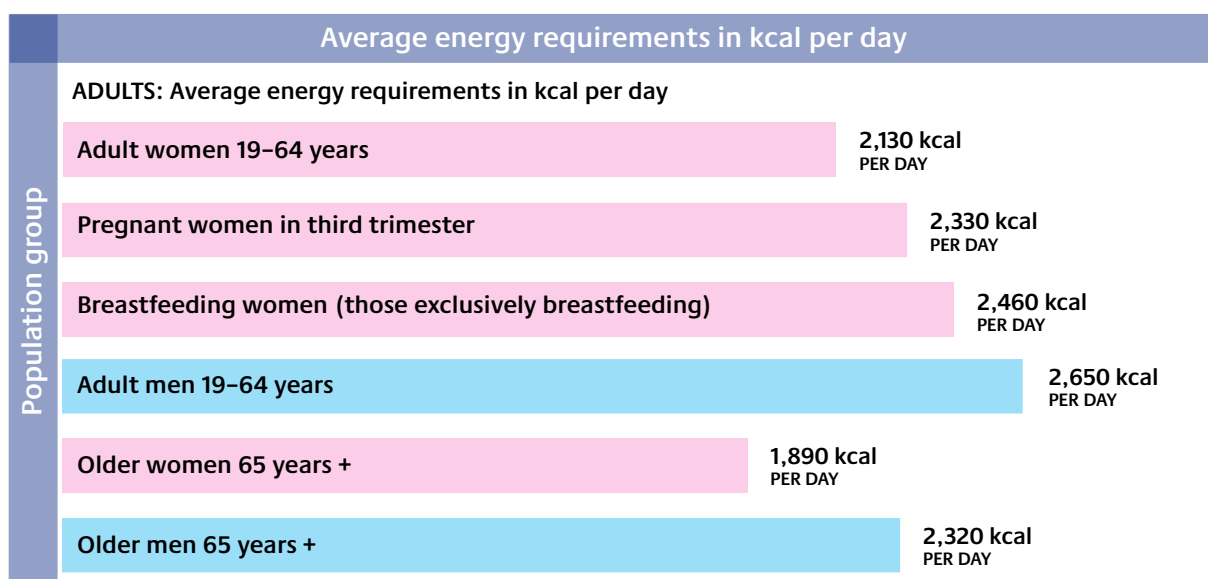 Average energy requirements in kcal per day
Population group
ADULTS: Average energy requirements in kcal per day
Adult women 19–64 years
2,130 kcal
PER DAY
Pregnant women in third trimester
2,330 kcal
PER DAY
Breastfeeding women (those exclusively breastfeeding)
2,460 kcal
PER DAY
Adult men 19–64 years
2,650 kcal
PER DAY
Older women 65 years +
1,890 kcal
PER DAY
Older men 65 years +
2,320 kcal
PER DAY